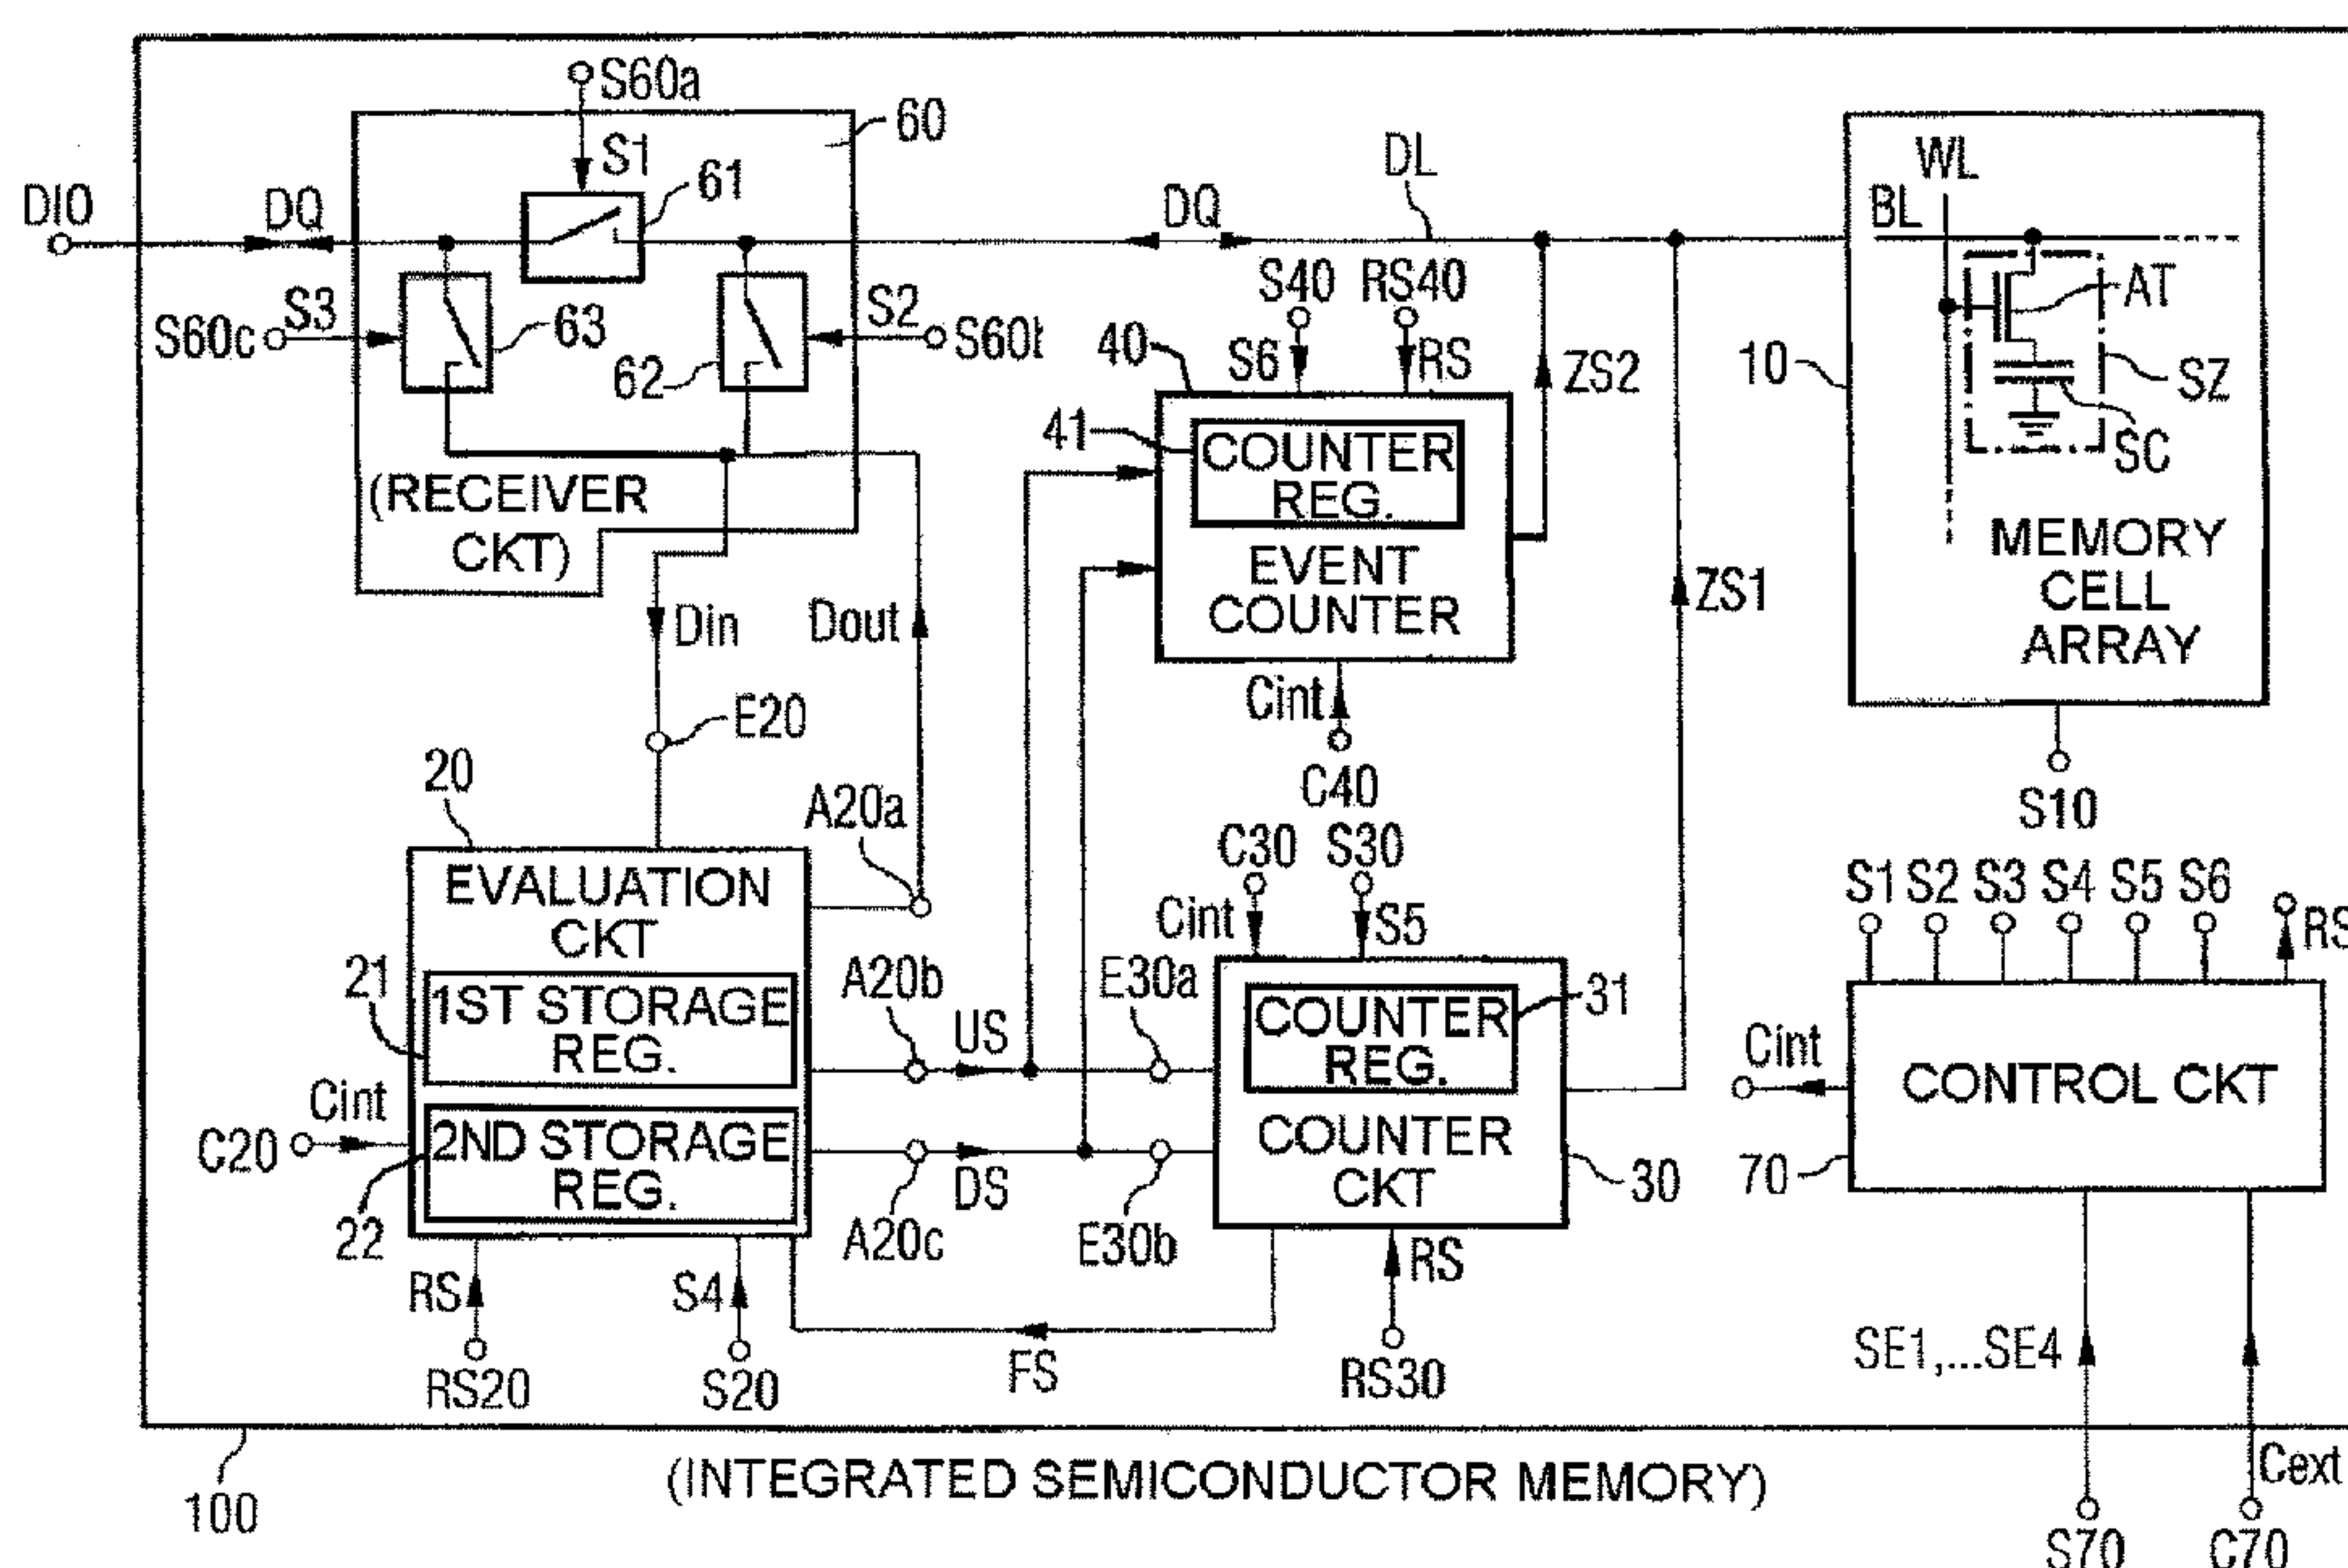 S60a
60
S1
61
DIO
DQ
DQ
DL
WL
BL
AT
SZ
SC
10
MEMORY
CELL
ARRAY
S10
S60c
S3
63
62
S2
(RECEIVER
CKT)
S40
RS40
40
S6
RS
ZS2
41
COUNTER
REG.
EVENT
COUNTER
ZS1
Cint
C40
Din
Dout
E20
20
A20a
EVALUATION
CKT
21
1ST STORAGE
REG.
2ND STORAGE
REG.
22
Cint
C20
A20b
US
E30a
A20c
DS
E30b
C30
S30
Cint
S5
COUNTER
REG.
31
COUNTER
CKT
30
RS
RS20
S4
S20
FS
RS
RS30
S1
S2
S3
S4
S5
S6
Cint
CONTROL CKT
70
SE1,...SE4
Cext
S70
C70
100
(INTEGRATED SEMICONDUCTOR MEMORY)